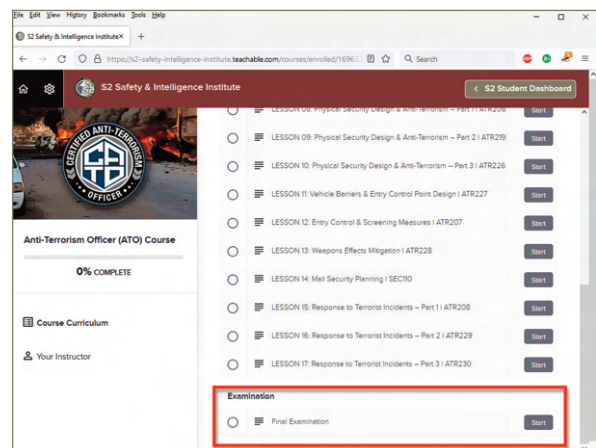 File Edit View History Bookmarks Tools Help
S2 Safety & Intelligence Institute ×
https://s2-safety-intelligence-institute.teachable.com/courses/enrolled/16963
Search
S2 Safety & Intelligence Institute
< S2 Student Dashboard
CERTIFIED ANTI-TERRORISM
OFFICER
Anti-Terrorism Officer (ATO) Course
0% COMPLETE
Course Curriculum
Your Instructor
LESSON 08: Physical Security Design & Anti-Terrorism – Part 1 | ATR206 Start
LESSON 09: Physical Security Design & Anti-Terrorism – Part 2 | ATR219 Start
LESSON 10: Physical Security Design & Anti-Terrorism – Part 3 | ATR226 Start
LESSON 11: Vehicle Barriers & Entry Control Point Design | ATR227 Start
LESSON 12: Entry Control & Screening Measures | ATR207 Start
LESSON 13: Weapons Effects Mitigation | ATR228 Start
LESSON 14: Mail Security Planning | SEC110 Start
LESSON 15: Response to Terrorist Incidents – Part 1 | ATR208 Start
LESSON 16: Response to Terrorist Incidents – Part 2 | ATR229 Start
LESSON 17: Response to Terrorist Incidents – Part 3 | ATR230 Start
Examination
Final Examination Start